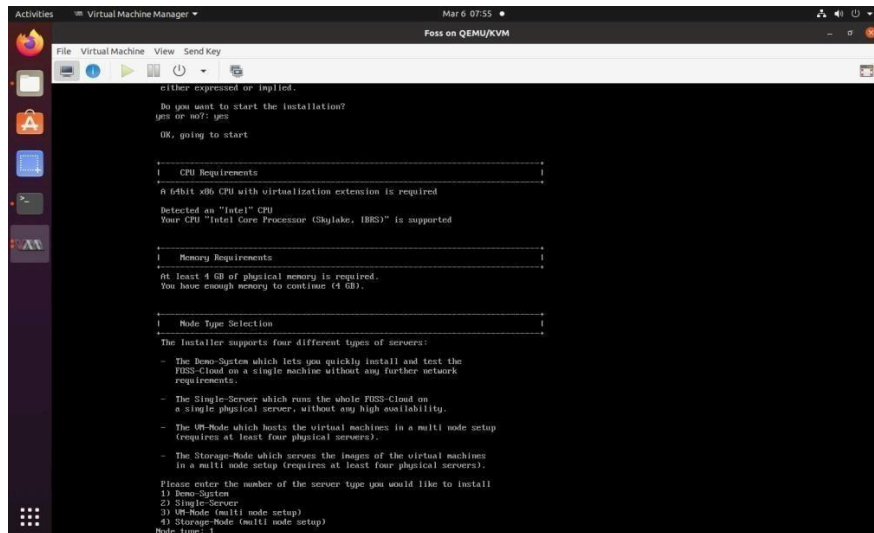 Activities
Virtual Machine Manager
Mar 6 07:55
Foss on QEMU/KVM
File Virtual Machine View Send Key
either expressed or implied.
Do you want to start the installation?
yes or no?: yes
OK, going to start
CPU Requirements
A 64bit x86 CPU with virtualization extension is required
Detected an "Intel" CPU
Your CPU "Intel Core Processor (Skylake, IBRS)" is supported
Memory Requirements
At least 4 GB of physical memory is required.
You have enough memory to continue (4 GB).
Node Type Selection
The Installer supports four different types of servers:
- The Demo-System which lets you quickly install and test the
FOSS-Cloud on a single machine without any further network
requirements.
- The Single-Server which runs the whole FOSS-Cloud on
a single physical server, without any high availability.
- The VM-Node which hosts the virtual machines in a multi node setup
(requires at least four physical servers).
- The Storage-Node which serves the images of the virtual machines
in a multi node setup (requires at least four physical servers).
Please enter the number of the server type you would like to install
1) Demo-System
2) Single-Server
3) VM-Node (multi node setup)
4) Storage-Node (multi node setup)
Node type: 1